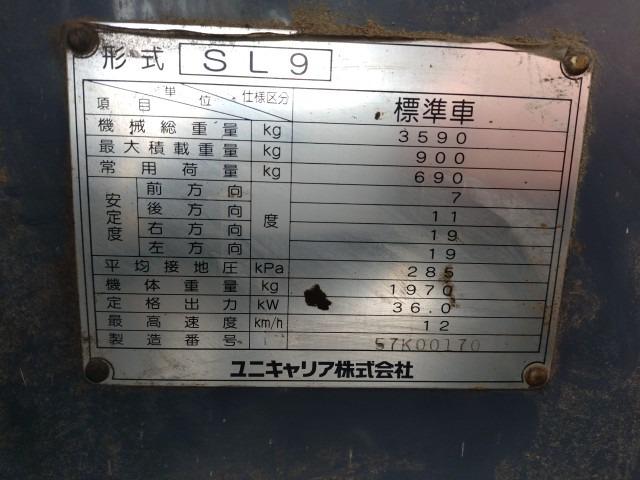 形式 SL9
単位 仕様区分
項目 標準車
機械総重量 kg 3590
最大積載重量 kg 900
常用荷重 kg 690
安定度 前方向 度 7
後方向 11
右方向 19
左方向 19
平均接地圧 kPa 285
機体重量 kg 1970
定格出力 kW 36.0
最高速度 km/h 12
製造番号 57K00170
ユニキャリア株式会社